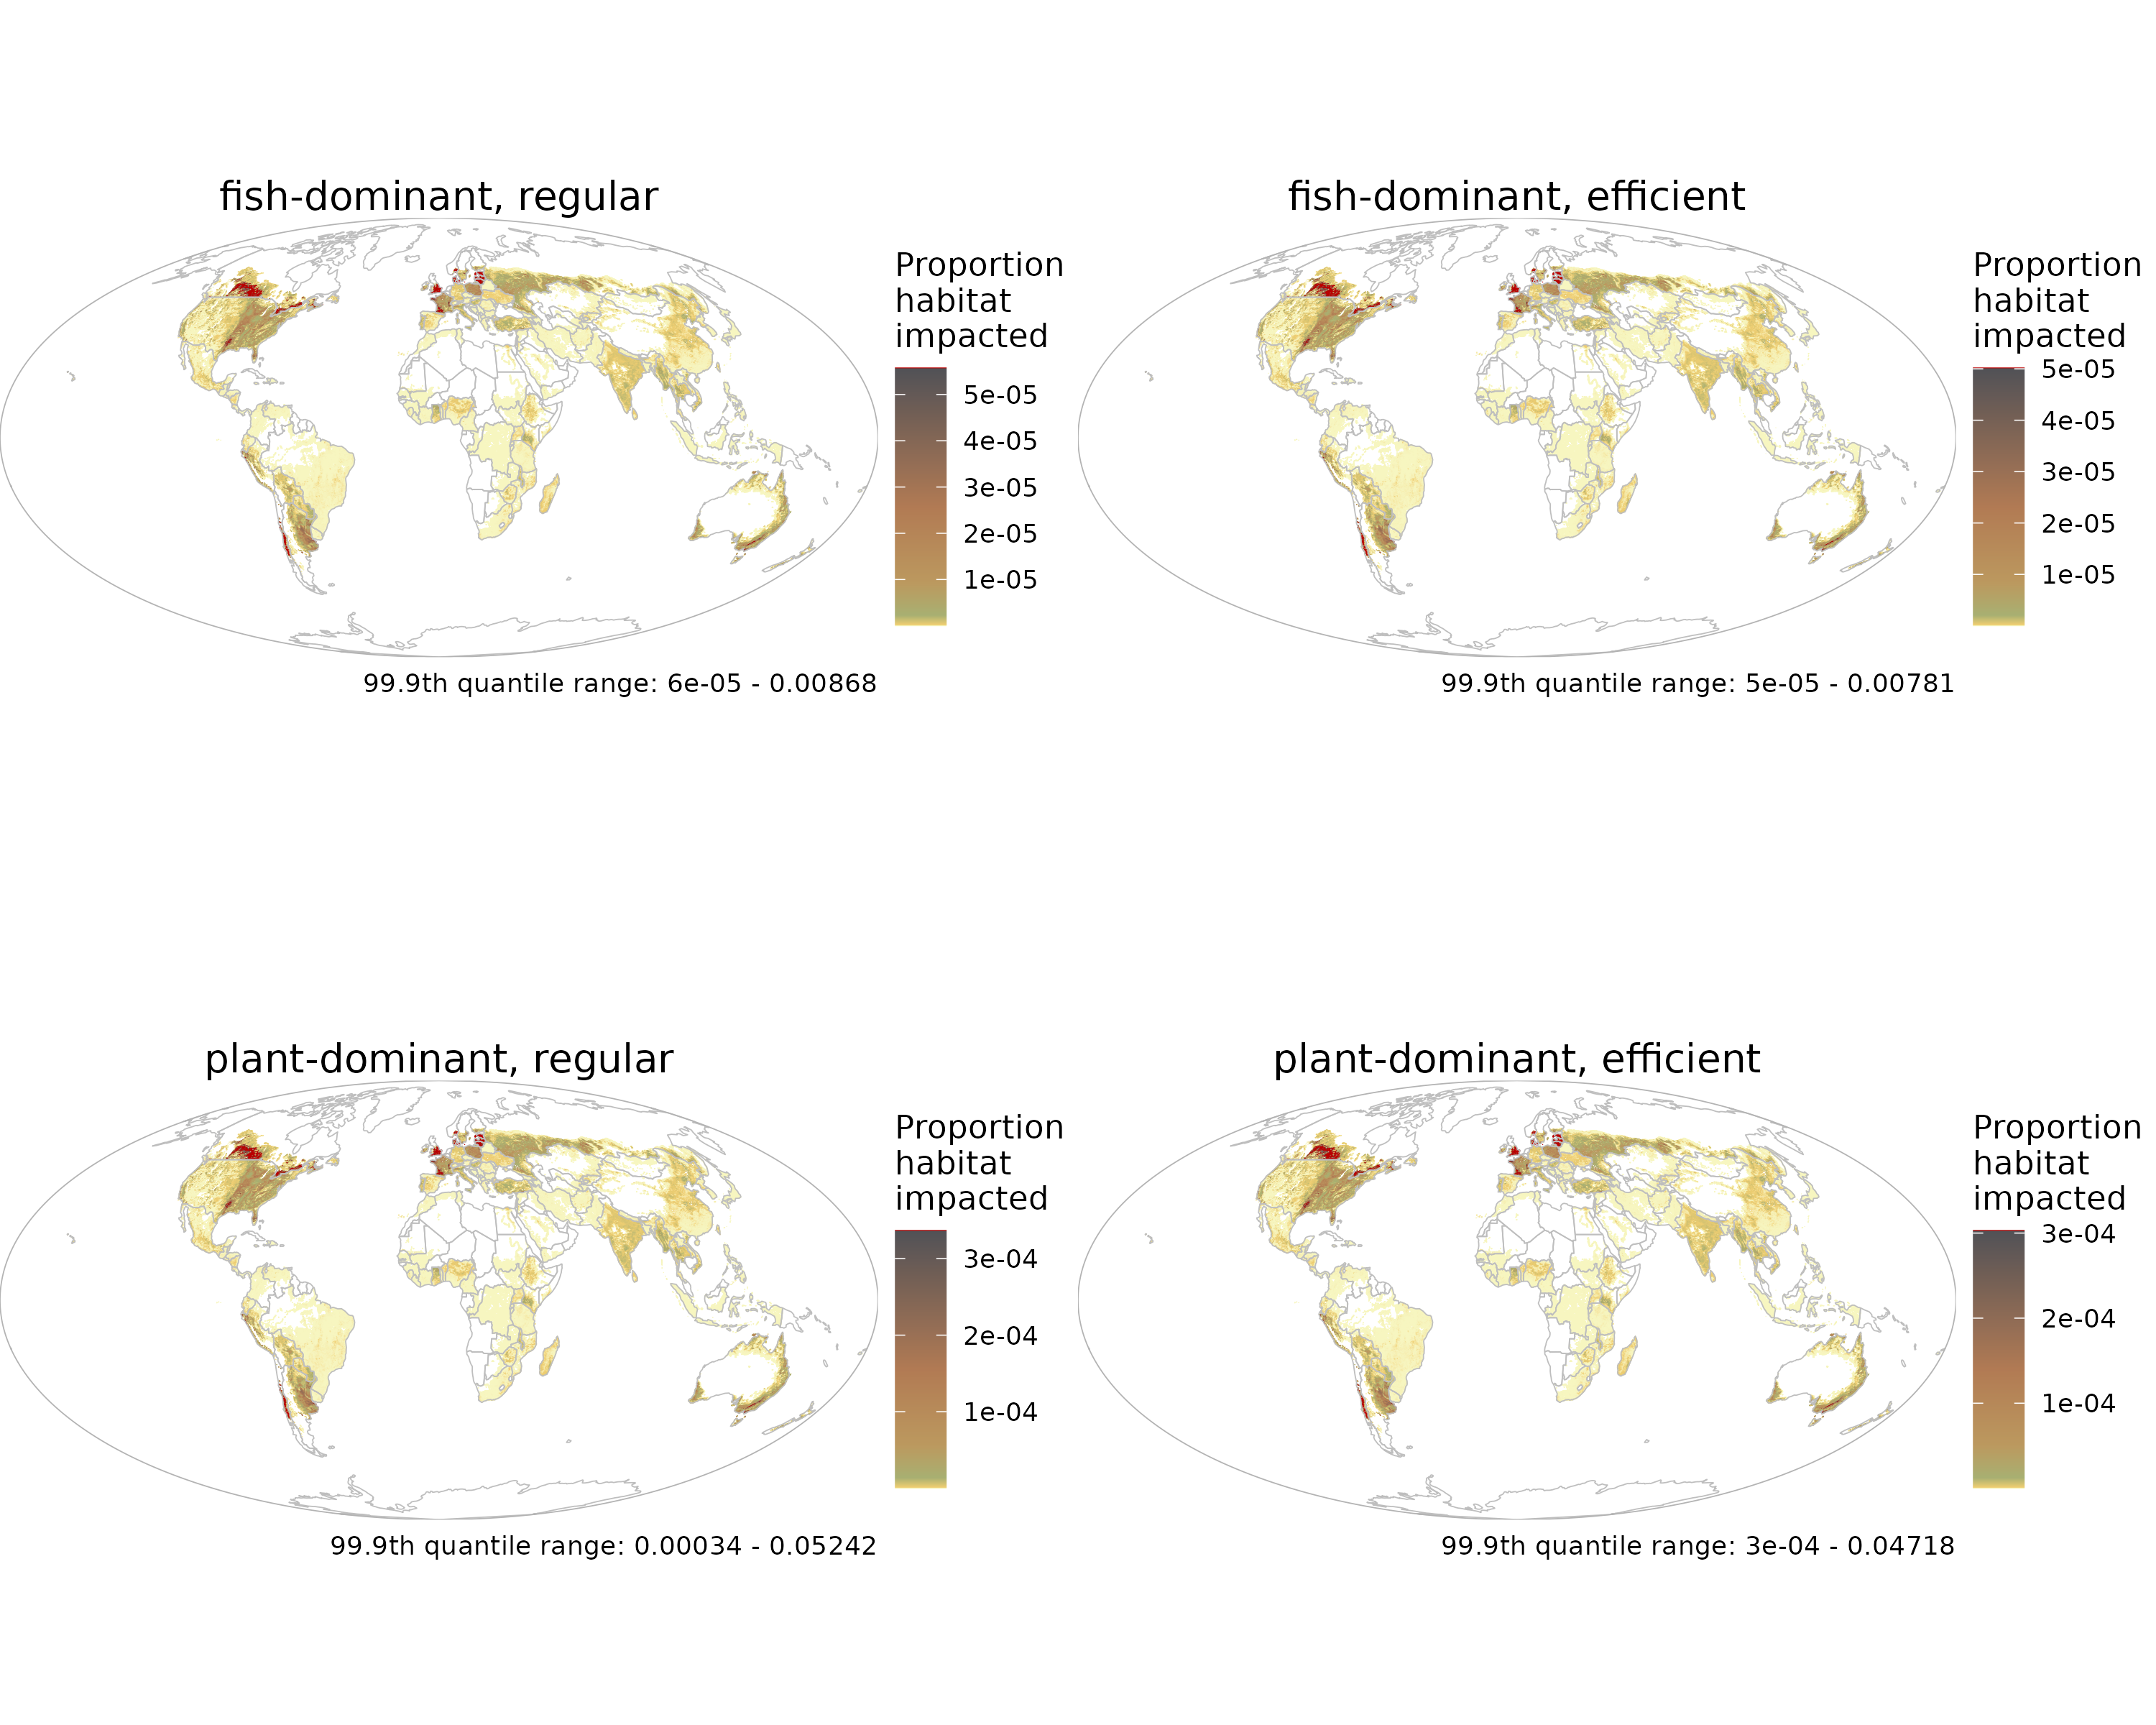 fish-dominant, regular
Proportion
habitat
impacted
5e-05
4e-05
3e-05
2e-05
1e-05
99.9th quantile range: 6e-05 - 0.00868
fish-dominant, efficient
Proportion
habitat
impacted
5e-05
4e-05
3e-05
2e-05
1e-05
99.9th quantile range: 5e-05 - 0.00781
plant-dominant, regular
Proportion
habitat
impacted
3e-04
2e-04
1e-04
99.9th quantile range: 0.00034 - 0.05242
plant-dominant, efficient
Proportion
habitat
impacted
3e-04
2e-04
1e-04
99.9th quantile range: 3e-04 - 0.04718